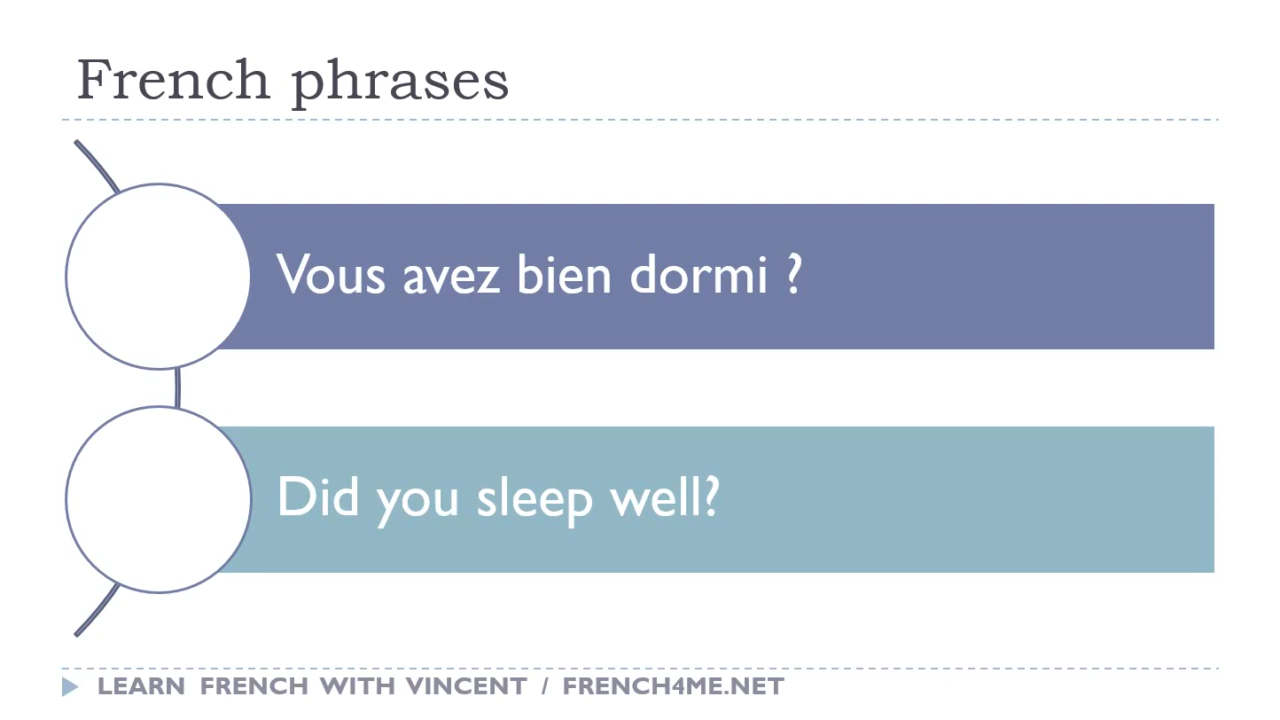 French phrases
Vous avez bien dormi ?
Did you sleep well?
LEARN FRENCH WITH VINCENT / FRENCH4ME.NET